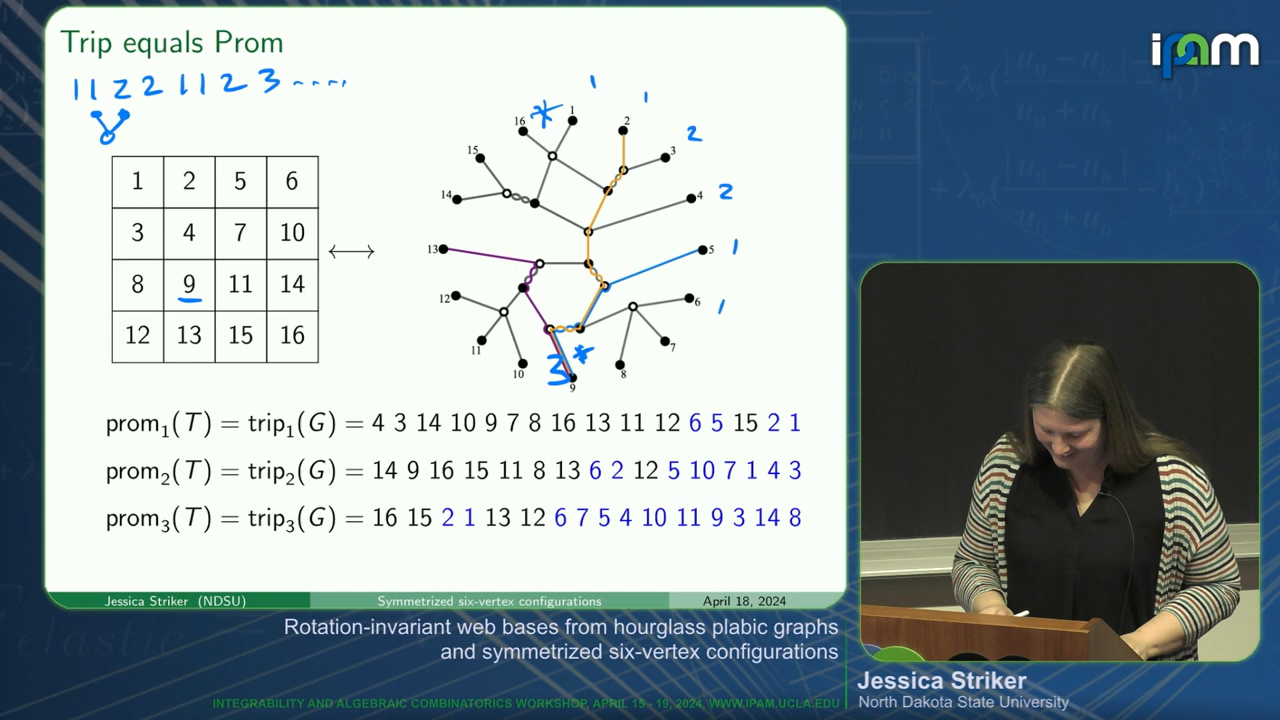 Trip equals Prom
1 1 2 2 1 1 2 3 ....
1 2 5 6
3 4 7 10
8 9 11 14
12 13 15 16
16 * 1 1
2 1
15 3 2
14 4 2
13 5 1
12 6 1
11 7
10 8
3 *
9
prom₁(T) = trip₁(G) = 4 3 14 10 9 7 8 16 13 11 12 6 5 15 2 1
prom₂(T) = trip₂(G) = 14 9 16 15 11 8 13 6 2 12 5 10 7 1 4 3
prom₃(T) = trip₃(G) = 16 15 2 1 13 12 6 7 5 4 10 11 9 3 14 8
Jessica Striker (NDSU) Symmetrized six-vertex configurations April 18, 2024
ipam
Rotation-invariant web bases from hourglass plabic graphs
and symmetrized six-vertex configurations
Jessica Striker
North Dakota State University
INTEGRABILITY AND ALGEBRAIC COMBINATORICS WORKSHOP, APRIL 15 - 19, 2024, WWW.IPAM.UCLA.EDU